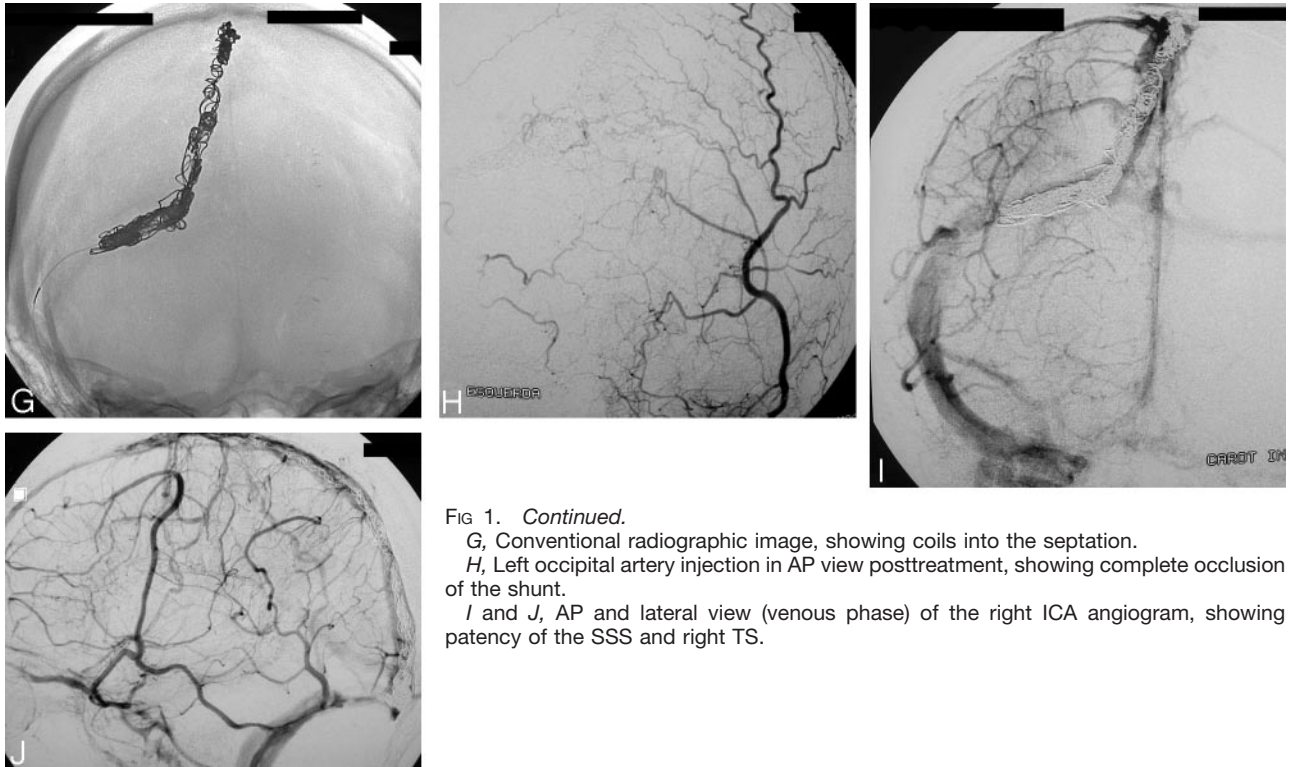 G
H
ESQUERDA
I
CAROT IN
J
FIG 1. Continued.
G, Conventional radiographic image, showing coils into the septation.
H, Left occipital artery injection in AP view posttreatment, showing complete occlusion
of the shunt.
I and J, AP and lateral view (venous phase) of the right ICA angiogram, showing
patency of the SSS and right TS.